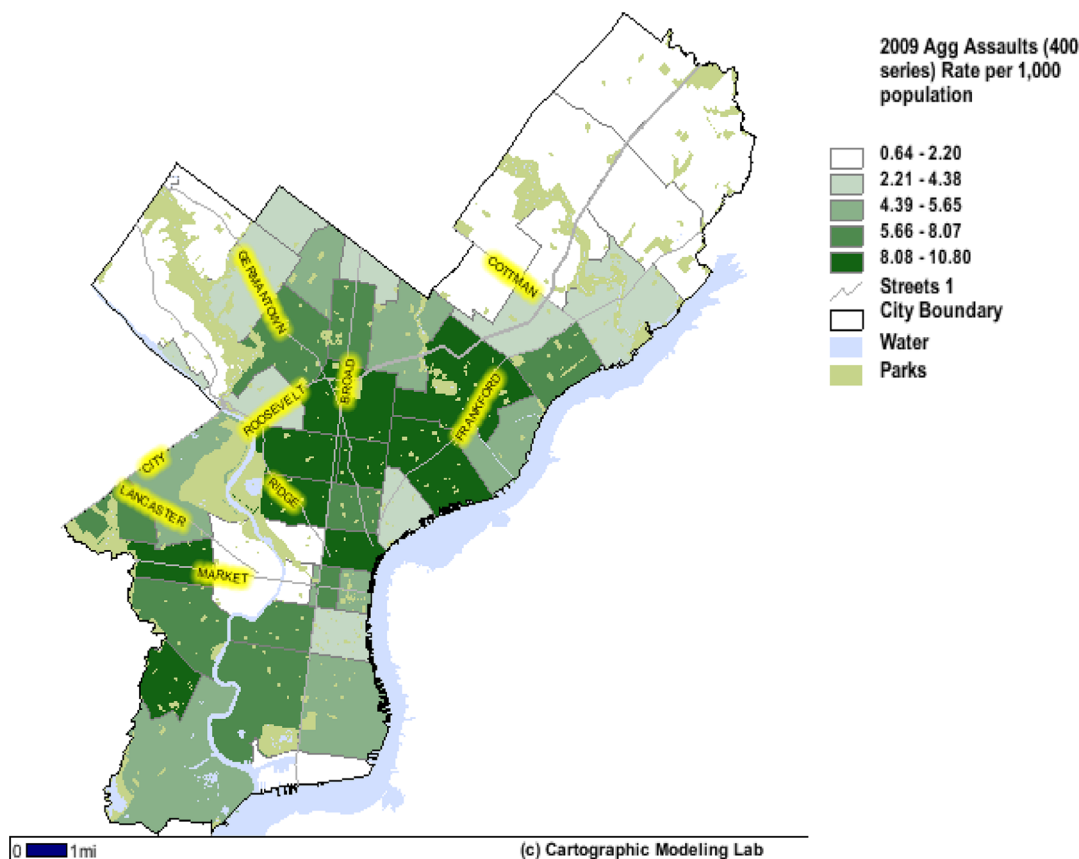 2009 Agg Assaults (400
series) Rate per 1,000
population
0.64 - 2.20
2.21 - 4.38
4.39 - 5.65
5.66 - 8.07
8.08 - 10.80
Streets 1
City Boundary
Water
Parks
COTTMAN
GERMANTOWN
BROAD
ROOSEVELT
FRANKFORD
CITY
LANCASTER
RIDGE
MARKET
0 1mi
(c) Cartographic Modeling Lab